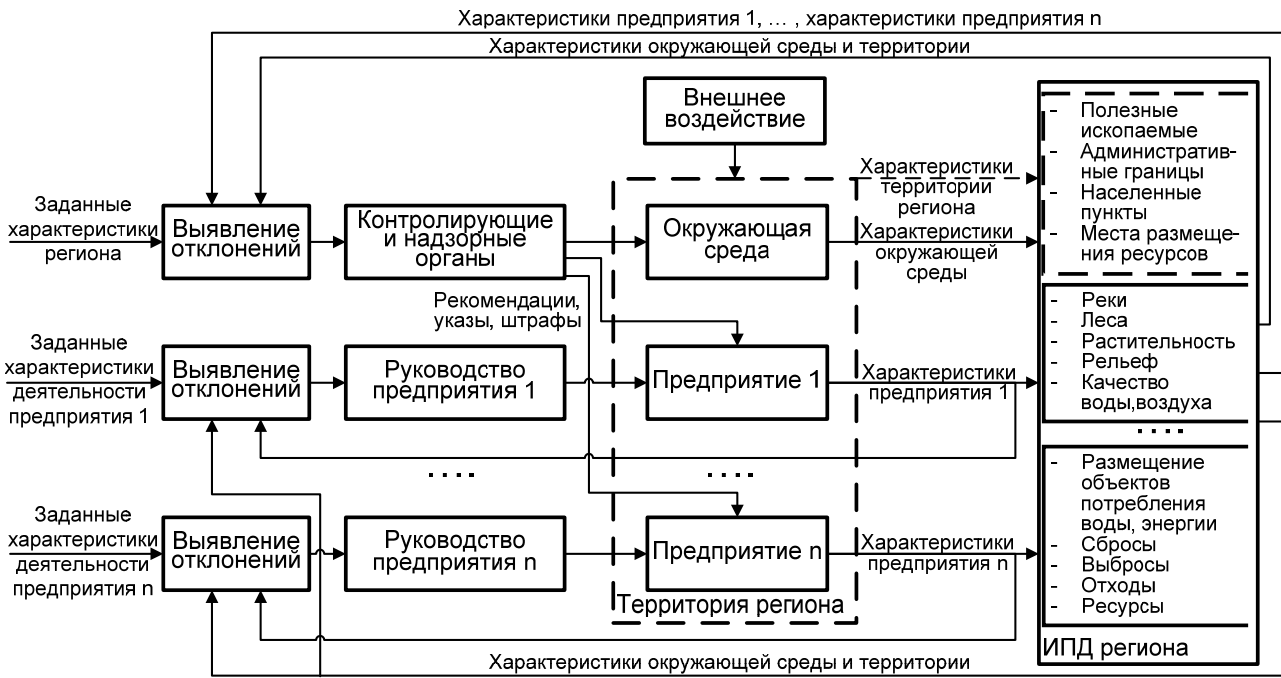 Характеристики предприятия 1, ... , характеристики предприятия n
Характеристики окружающей среды и территории
Внешнее
воздействие
Заданные
характеристики
региона
Выявление
отклонений
Контролирующие
и надзорные
органы
Окружающая
среда
Характеристики
территории
региона
Характеристики
окружающей
среды
- Полезные
ископаемые
- Административ-
ные границы
- Населенные
пункты
- Места размеще-
ния ресурсов
Рекомендации,
указы, штрафы
Заданные
характеристики
деятельности
предприятия 1
Выявление
отклонений
Руководство
предприятия 1
Предприятие 1
Характеристики
предприятия 1
- Реки
- Леса
- Растительность
- Рельеф
- Качество
воды,воздуха
....
....
....
Заданные
характеристики
деятельности
предприятия n
Выявление
отклонений
Руководство
предприятия n
Предприятие n
Характеристики
предприятия n
- Размещение
объектов
потребления
воды, энергии
- Сбросы
- Выбросы
- Отходы
- Ресурсы
Территория региона
ИПД региона
Характеристики окружающей среды и территории